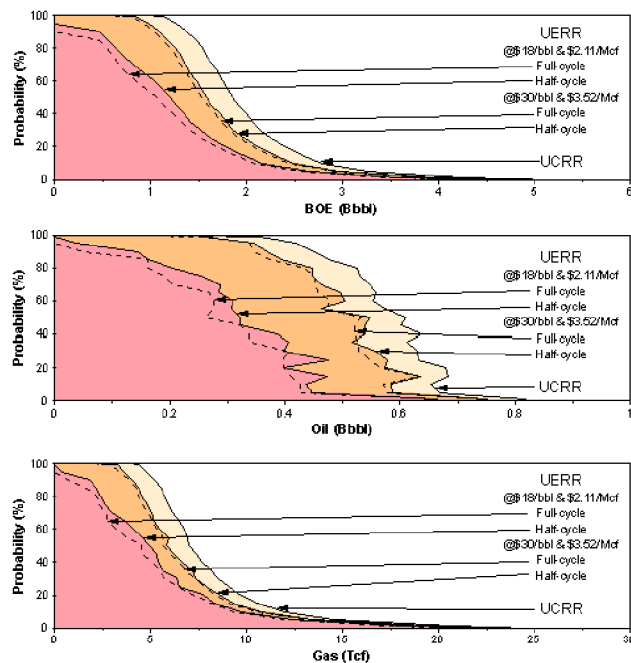 100
80
60
40
20
0
Probability (%)
UERR
@$18/bbl & $2.11/Mcf
Full-cycle
Half-cycle
@$30/bbl & $3.52/Mcf
Full-cycle
Half-cycle
UCRR
0 1 2 3 4 5 6
BOE (Bbbl)
100
80
60
40
20
0
Probability (%)
UERR
@$18/bbl & $2.11/Mcf
Full-cycle
Half-cycle
@$30/bbl & $3.52/Mcf
Full-cycle
Half-cycle
UCRR
0 0.2 0.4 0.6 0.8 1
Oil (Bbbl)
100
75
50
25
0
Probability (%)
UERR
@$18/bbl & $2.11/Mcf
Full-cycle
Half-cycle
@$30/bbl & $3.52/Mcf
Full-cycle
Half-cycle
UCRR
0 5 10 15 20 25 30
Gas (Tcf)